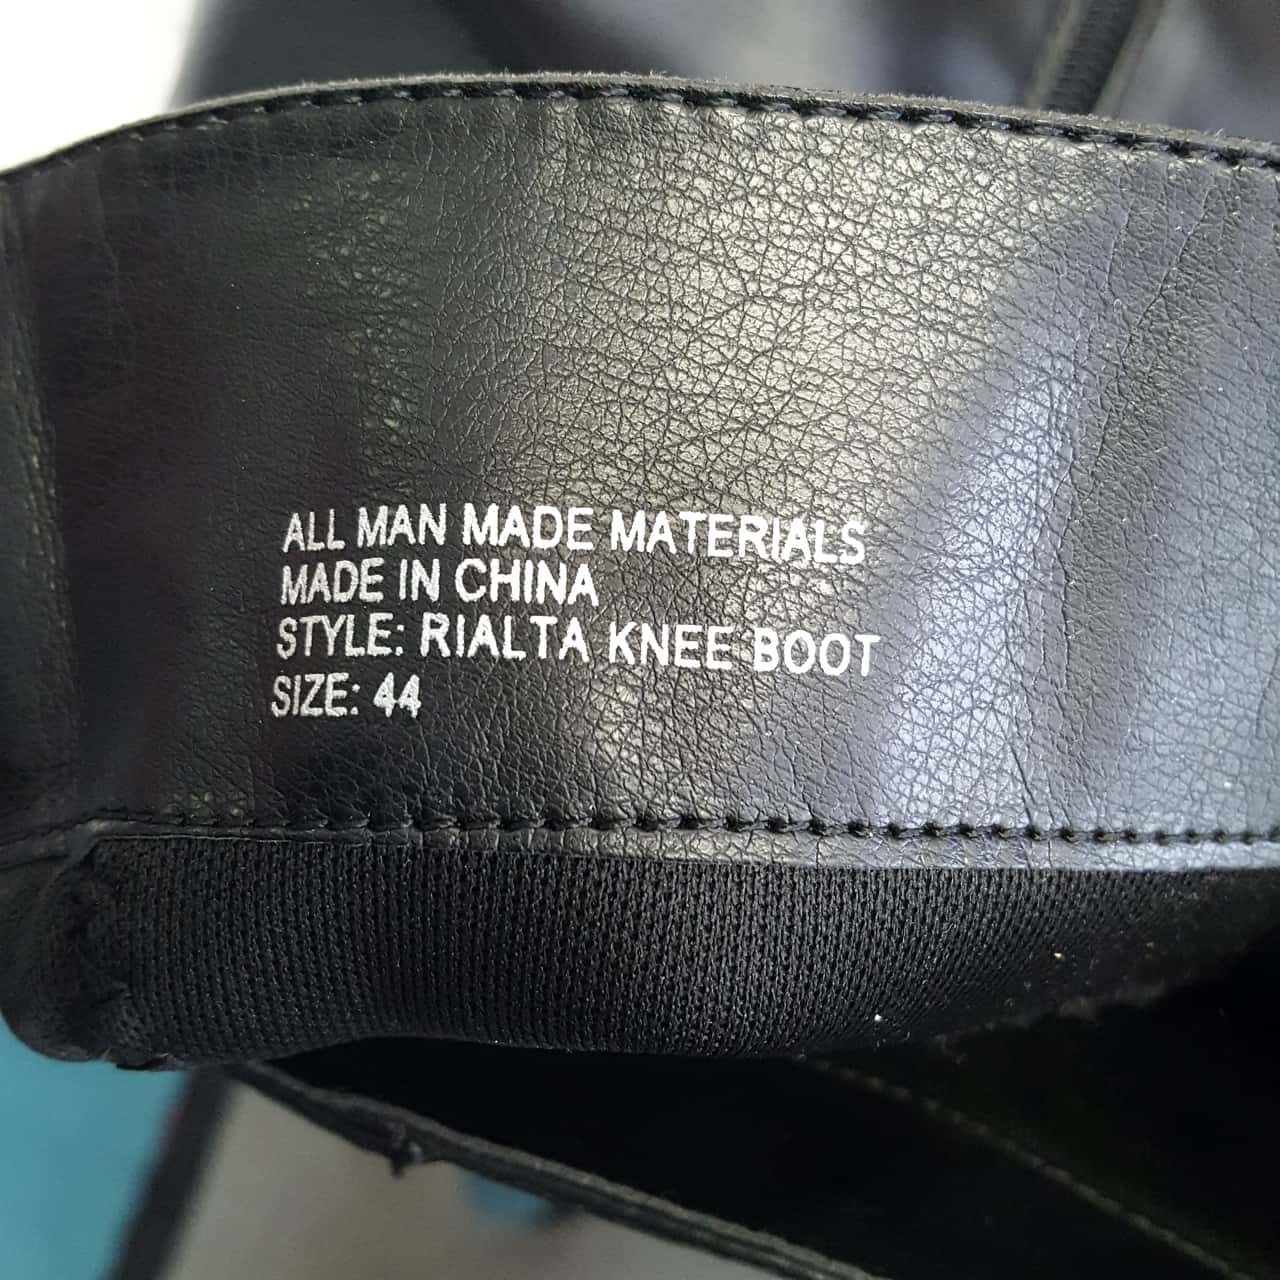 ALL MAN MADE MATERIALS
MADE IN CHINA
STYLE: RIALTA KNEE BOOT
SIZE: 44